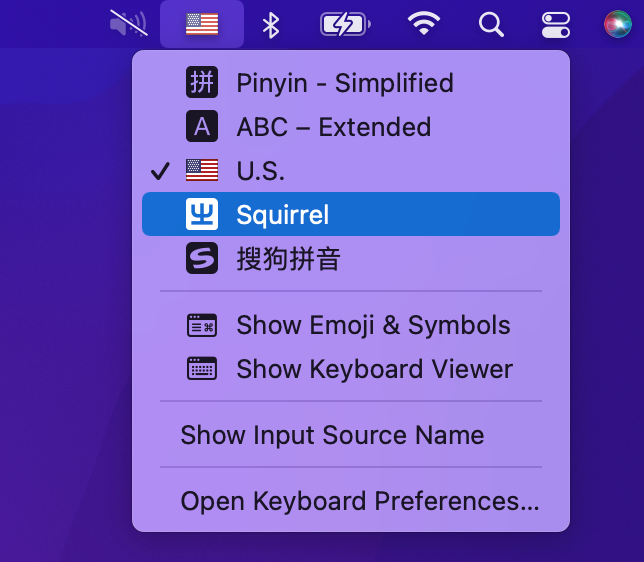 拼 Pinyin - Simplified
A ABC – Extended
U.S.
Squirrel
搜狗拼音
Show Emoji & Symbols
Show Keyboard Viewer
Show Input Source Name
Open Keyboard Preferences...